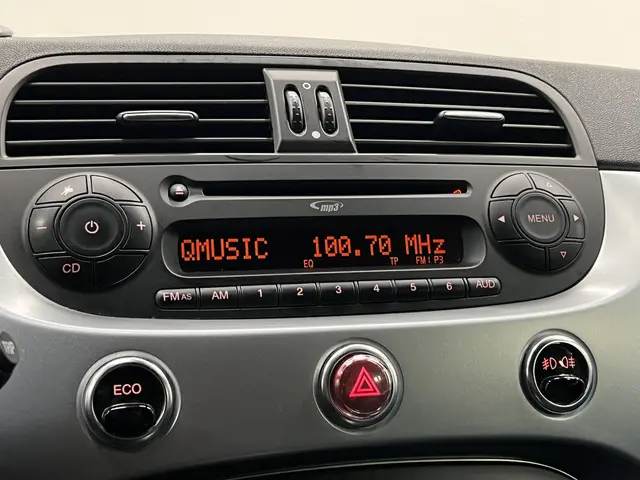 mp3
MENU
CD
QMUSIC 100.70 MHz
EQ TP FM1 P3
FM AS AM 1 2 3 4 5 6 AUD
ECO